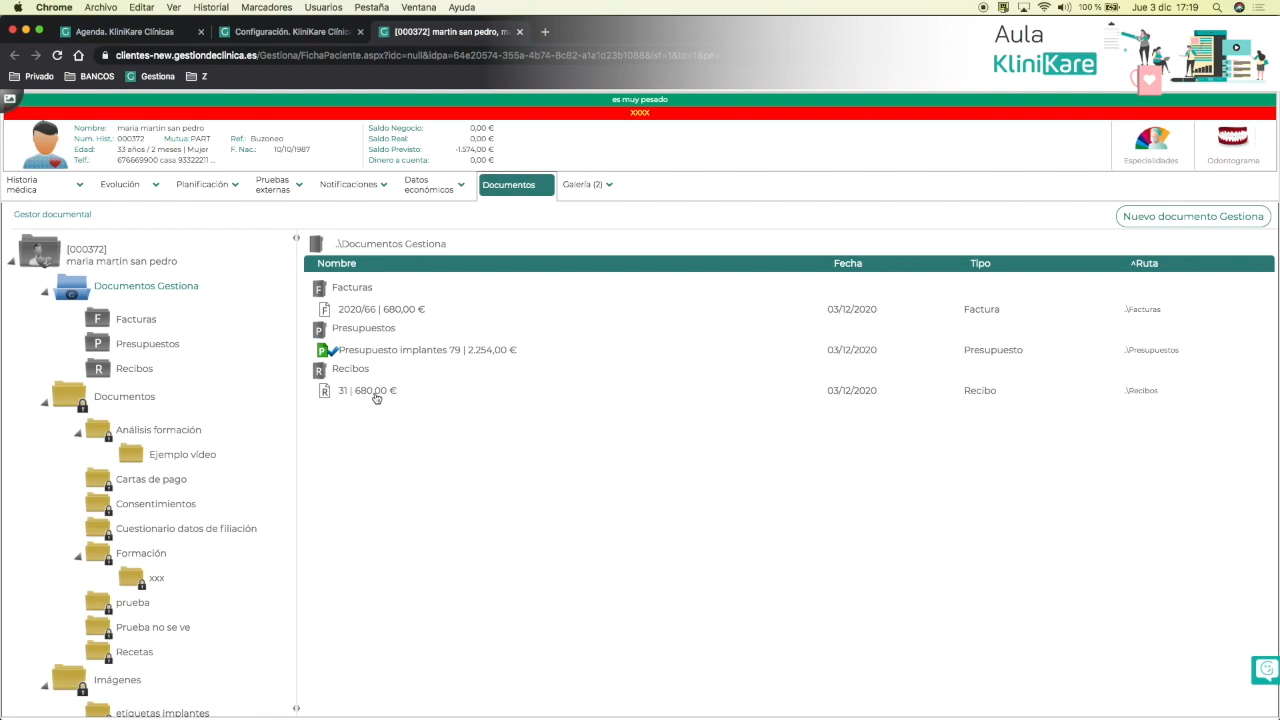 Chrome Archivo Editar Ver Historial Marcadores Usuarios Pestaña Ventana Ayuda 100 % Jue 3 dic 17:19
Agenda. KliniKare Clínicas
Configuración. KliniKare Clínica
[000372] maria martin san pedro, m
clientes-new.gestiondeclinica.es/Gestiona/FichaPaciente.aspx?idc=null&idpa=64e20574-355a-4b74-8c82-a1a1d23b1088&isf=1&tc=1&pe=
Privado BANCOS Gestiona Z
Aula
KliniKare
es muy pesado
XXXX
Nombre: maria martin san pedro
Num. Hist.: 000372 Mutua: PART Ref.: Buzoneo
Edad: 33 años / 2 meses | Mujer F. Nac.: 10/10/1987
Telf.: 676669900 casa 93322211 ...
Saldo Negocio: 0,00 €
Saldo Real: 0,00 €
Saldo Previsto: -1.574,00 €
Dinero a cuenta: 0,00 €
Especialidades
Odontograma
Historia médica
Evolución
Planificación
Pruebas externas
Notificaciones
Datos económicos
Documentos
Galería (2)
Gestor documental
Nuevo documento Gestiona
[000372]
maria martin san pedro
Documentos Gestiona
F Facturas
P Presupuestos
R Recibos
Documentos
Análisis formación
Ejemplo vídeo
Cartas de pago
Consentimientos
Cuestionario datos de filiación
Formación
xxx
prueba
Prueba no se ve
Recetas
Imágenes
etiquetas implantes
..\Documentos Gestiona
Nombre Fecha Tipo ^Ruta
F Facturas
F 2020/66 | 680,00 € 03/12/2020 Factura ..\Facturas
P Presupuestos
P Presupuesto implantes 79 | 2.254,00 € 03/12/2020 Presupuesto ..\Presupuestos
R Recibos
R 31 | 680,00 € 03/12/2020 Recibo ..\Recibos